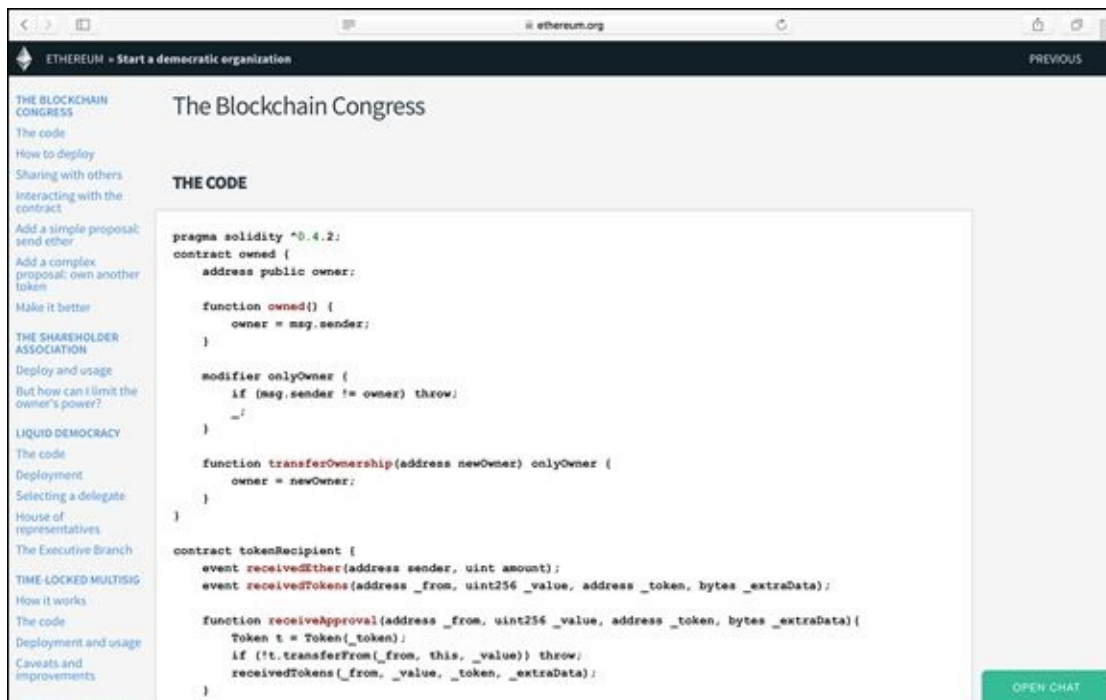 ethereum.org
ETHEREUM » Start a democratic organization
PREVIOUS
THE BLOCKCHAIN
CONGRESS
The code
How to deploy
Sharing with others
Interacting with the
contract
Add a simple proposal:
send ether
Add a complex
proposal: own another
token
Make it better
THE SHAREHOLDER
ASSOCIATION
Deploy and usage
But how can I limit the
owner's power?
LIQUID DEMOCRACY
The code
Deployment
Selecting a delegate
House of
representatives
The Executive Branch
TIME-LOCKED MULTISIG
How it works
The code
Deployment and usage
Caveats and
improvements
The Blockchain Congress
THE CODE
pragma solidity ^0.4.2;
contract owned {
address public owner;
function owned() {
owner = msg.sender;
}
modifier onlyOwner {
if (msg.sender != owner) throw;
_;
}
function transferOwnership(address newOwner) onlyOwner {
owner = newOwner;
}
}
contract tokenRecipient {
event receivedEther(address sender, uint amount);
event receivedTokens(address _from, uint256 _value, address _token, bytes _extraData);
function receiveApproval(address _from, uint256 _value, address _token, bytes _extraData){
Token t = Token(_token);
if (!t.transferFrom(_from, this, _value)) throw;
receivedTokens(_from, _value, _token, _extraData);
}
OPEN CHAT